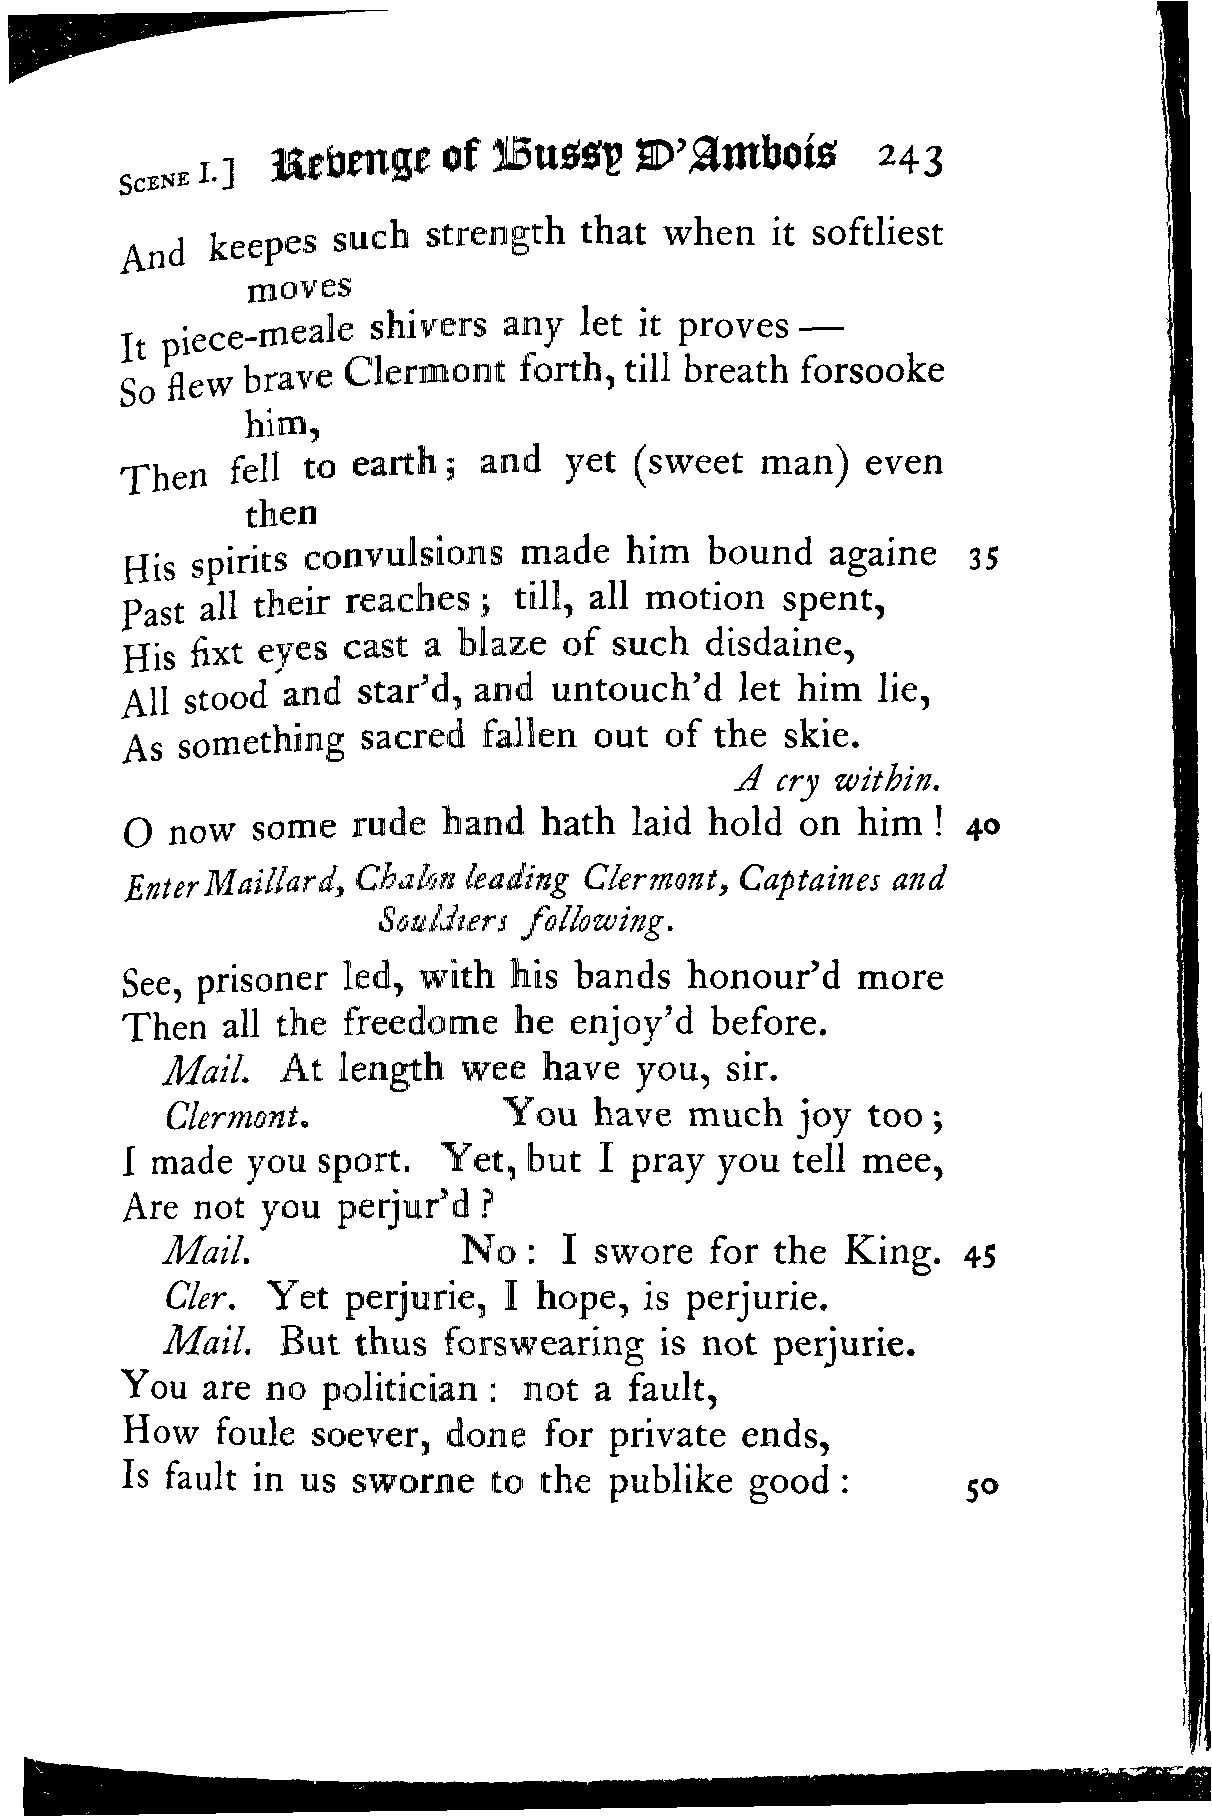 SCENE I.] Revenge of Bussy D'Ambois 243
And keepes such strength that when it softliest
moves
It piece-meale shivers any let it proves —
So flew brave Clermont forth, till breath forsooke
him,
Then fell to earth; and yet (sweet man) even
then
His spirits convulsions made him bound againe 35
Past all their reaches; till, all motion spent,
His fixt eyes cast a blaze of such disdaine,
All stood and star'd, and untouch'd let him lie,
As something sacred fallen out of the skie.
A cry within.
O now some rude hand hath laid hold on him! 40
Enter Maillard, Chalon leading Clermont, Captaines and
Souldiers following.
See, prisoner led, with his bands honour'd more
Then all the freedome he enjoy'd before.
Mail. At length wee have you, sir.
Clermont. You have much joy too;
I made you sport. Yet, but I pray you tell mee,
Are not you perjur'd?
Mail. No: I swore for the King. 45
Cler. Yet perjurie, I hope, is perjurie.
Mail. But thus forswearing is not perjurie.
You are no politician: not a fault,
How foule soever, done for private ends,
Is fault in us sworne to the publike good: 50